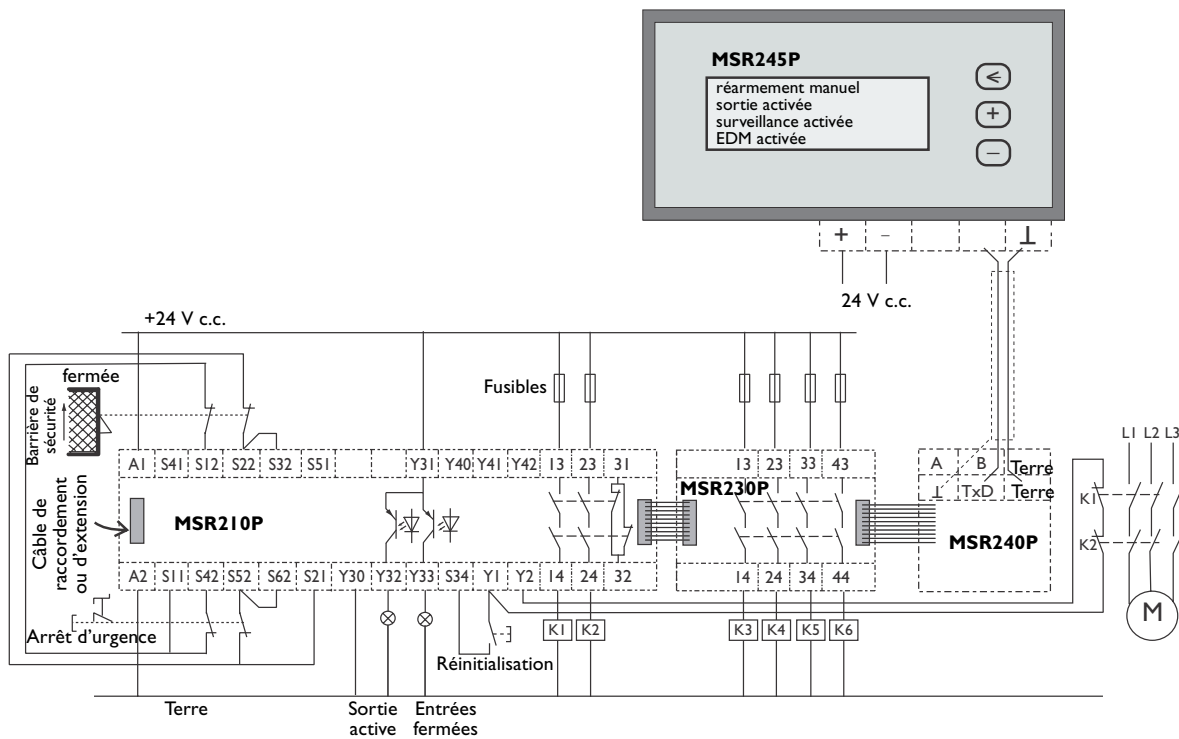 MSR245P
réarmement manuel
sortie activée
surveillance activée
EDM activée
+
−
+ − ⊥
24 V c.c.
+24 V c.c.
fermée
Barrière de
sécurité
Fusibles
L1 L2 L3
A1 S41 S12 S22 S32 S51 Y31 Y40 Y41 Y42 13 23 31
13 23 33 43
A B Terre
⊥ TxD Terre
MSR210P
MSR230P
MSR240P
Câble de
raccordement
ou d'extension
K1
K2
A2 S11 S42 S52 S62 S21 Y30 Y32 Y33 S34 Y1 Y2 14 24 32
14 24 34 44
M
Arrêt d'urgence
K1 K2 K3 K4 K5 K6
Réinitialisation
Terre
Sortie
active
Entrées
fermées